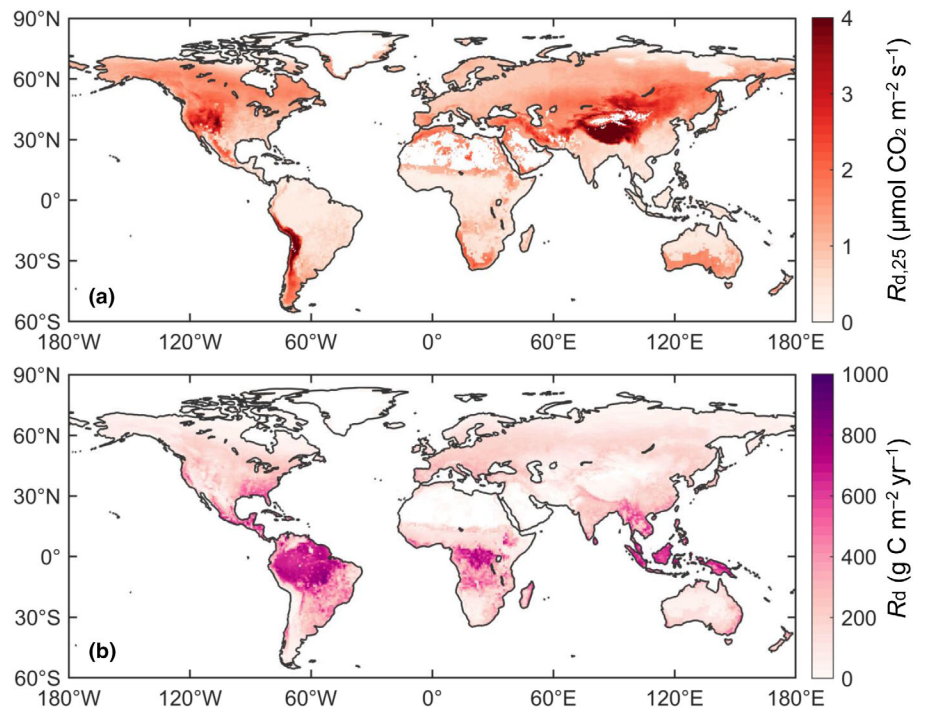 90°N
60°N
30°N
0°
30°S
60°S
(a)
180°W 120°W 60°W 0° 60°E 120°E 180°E
4
3
2
1
0
Rd,25 (μmol CO₂ m⁻² s⁻¹)
90°N
60°N
30°N
0°
30°S
60°S
(b)
180°W 120°W 60°W 0° 60°E 120°E 180°E
1000
800
600
400
200
0
Rd (g C m⁻² yr⁻¹)